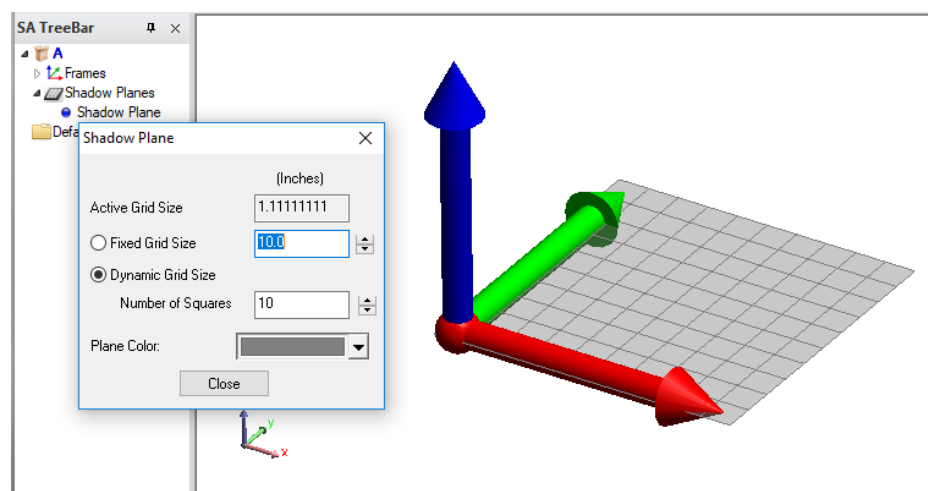 SA TreeBar
A
Frames
Shadow Planes
Shadow Plane
Defa
Shadow Plane
(Inches)
Active Grid Size 1.11111111
Fixed Grid Size 10.0
Dynamic Grid Size
Number of Squares 10
Plane Color:
Close
y
x